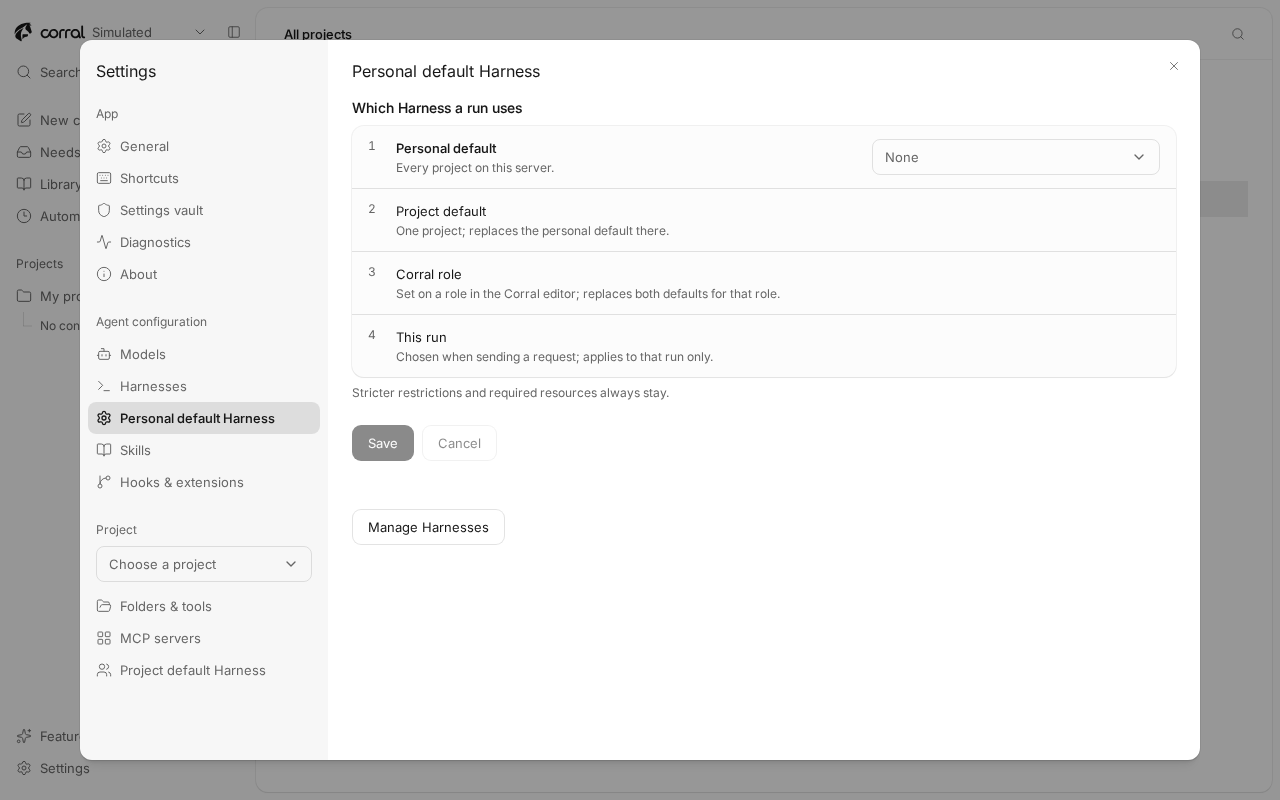 corral Simulated
All projects
Search
New c
Needs
Library
Autom
Projects
My pro
No con
Featur
Settings
Settings
App
General
Shortcuts
Settings vault
Diagnostics
About
Agent configuration
Models
Harnesses
Personal default Harness
Skills
Hooks & extensions
Project
Choose a project
Folders & tools
MCP servers
Project default Harness
Personal default Harness
Which Harness a run uses
1 Personal default
Every project on this server.
None
2 Project default
One project; replaces the personal default there.
3 Corral role
Set on a role in the Corral editor; replaces both defaults for that role.
4 This run
Chosen when sending a request; applies to that run only.
Stricter restrictions and required resources always stay.
Save Cancel
Manage Harnesses